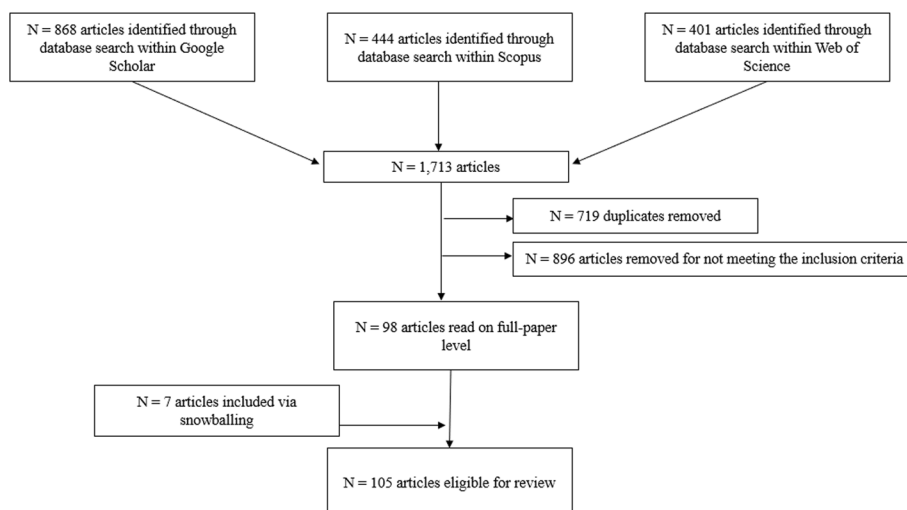 N = 868 articles identified through
database search within Google
Scholar
N = 444 articles identified through
database search within Scopus
N = 401 articles identified through
database search within Web of
Science
N = 1,713 articles
N = 719 duplicates removed
N = 896 articles removed for not meeting the inclusion criteria
N = 98 articles read on full-paper
level
N = 7 articles included via
snowballing
N = 105 articles eligible for review